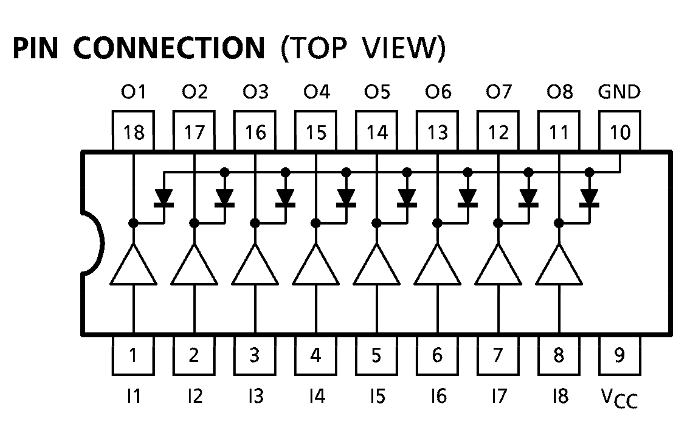 PIN CONNECTION (TOP VIEW)
O1 O2 O3 O4 O5 O6 O7 O8 GND
18 17 16 15 14 13 12 11 10
1 2 3 4 5 6 7 8 9
I1 I2 I3 I4 I5 I6 I7 I8 VCC